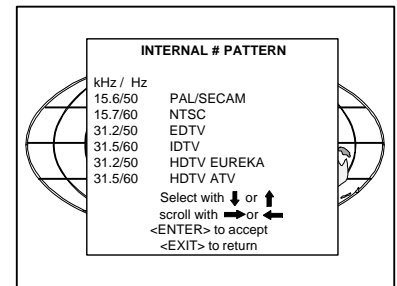 INTERNAL # PATTERN
kHz / Hz
15.6/50 PAL/SECAM
15.7/60 NTSC
31.2/50 EDTV
31.5/60 IDTV
31.2/50 HDTV EUREKA
31.5/60 HDTV ATV
Select with ⬇ or ⬆
scroll with ➡ or ⬅
<ENTER> to accept
<EXIT> to return